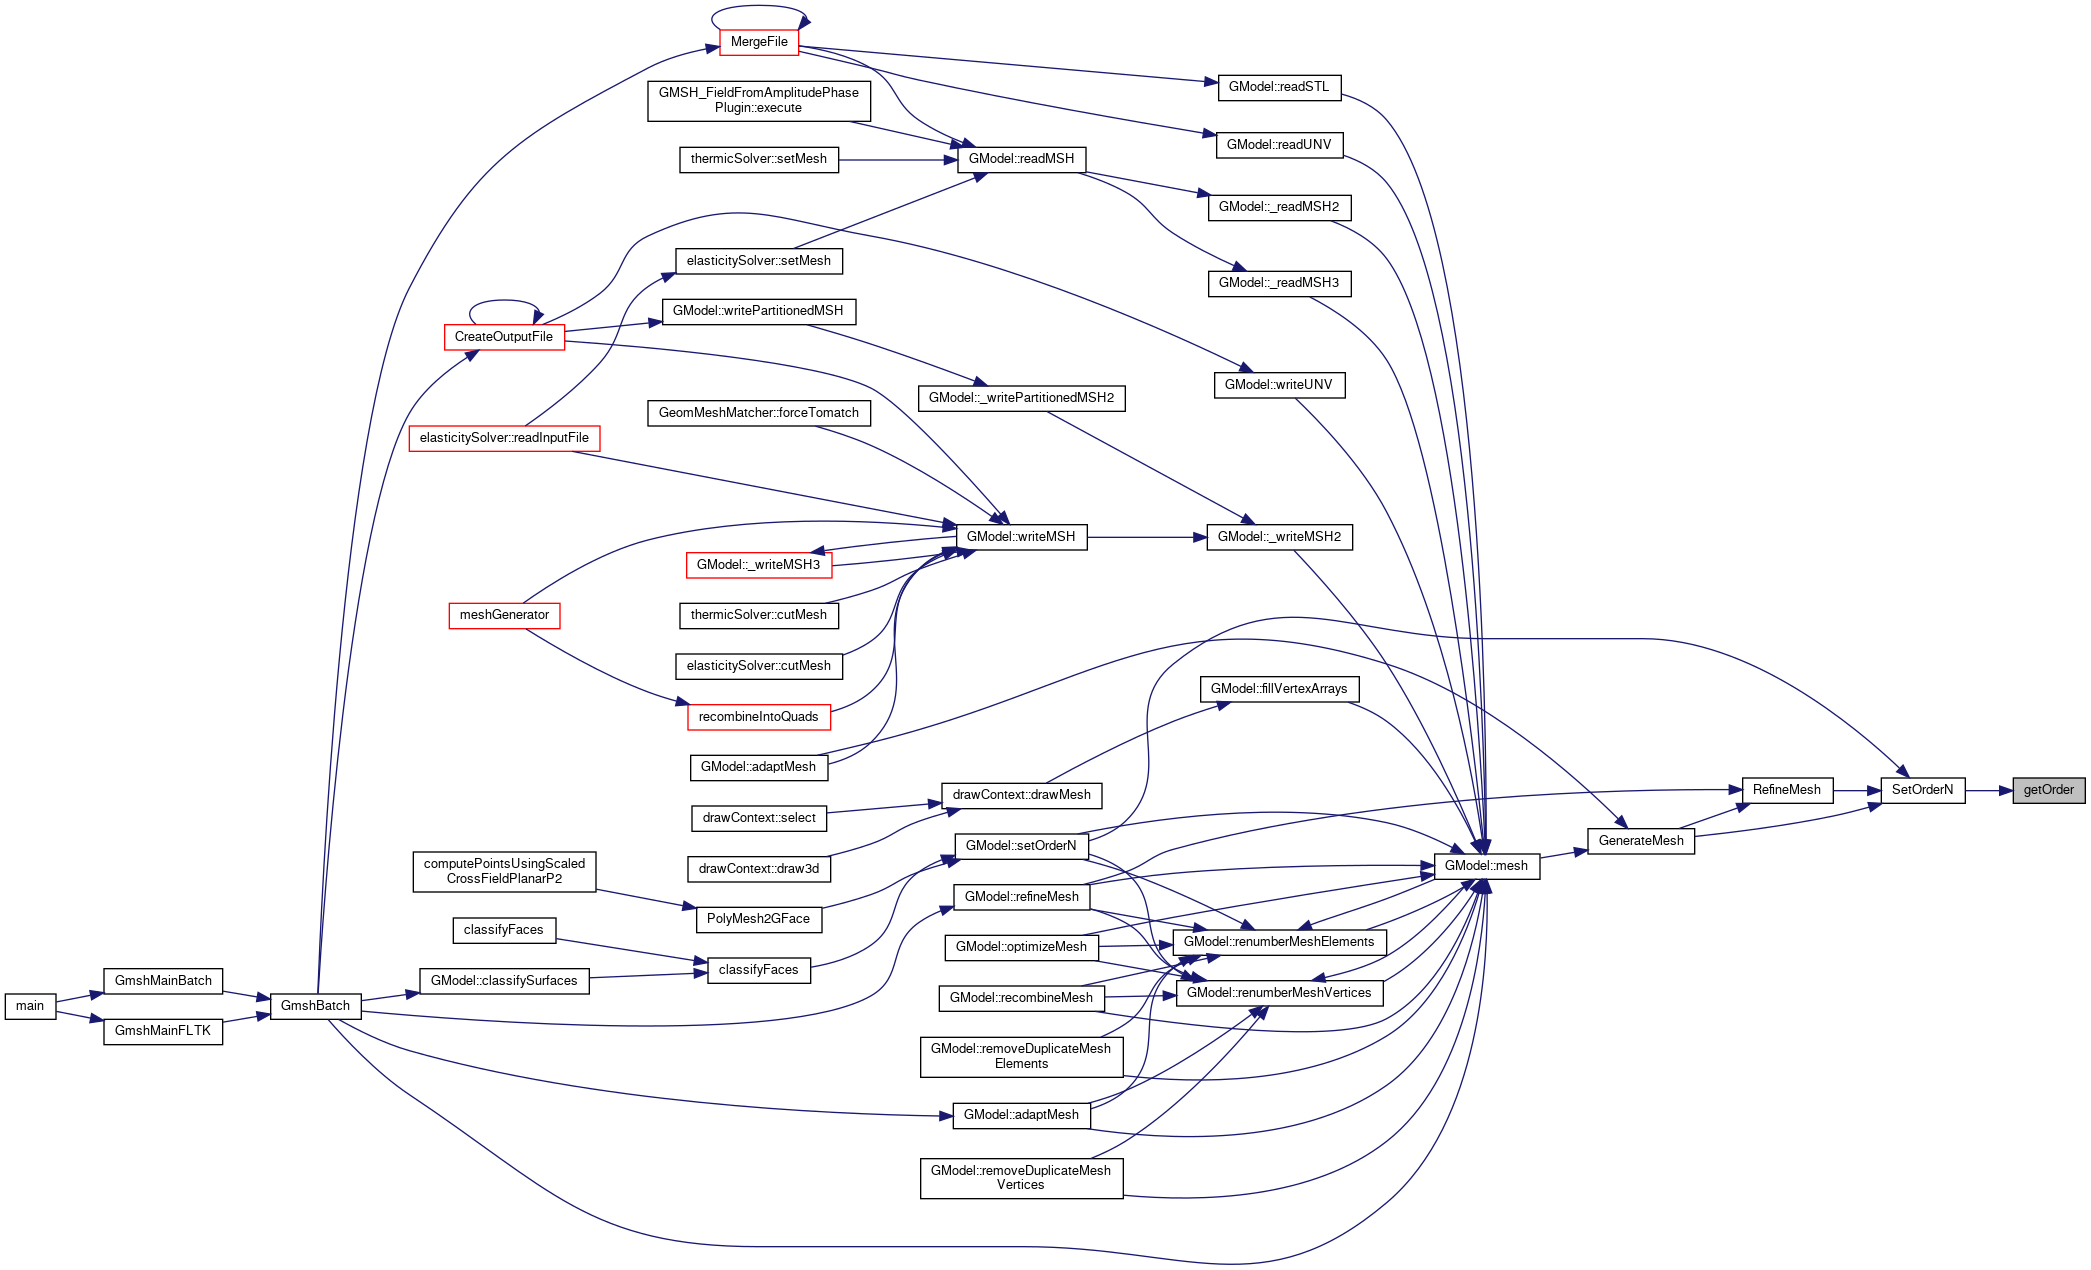 MergeFile
GModel::readSTL
GMSH_FieldFromAmplitudePhase
Plugin::execute
GModel::readUNV
thermicSolver::setMesh
GModel::readMSH
GModel::_readMSH2
elasticitySolver::setMesh
GModel::_readMSH3
GModel::writePartitionedMSH
CreateOutputFile
GModel::writeUNV
GModel::_writePartitionedMSH2
GeomMeshMatcher::forceTomatch
elasticitySolver::readInputFile
GModel::writeMSH
GModel::_writeMSH2
GModel::_writeMSH3
meshGenerator
thermicSolver::cutMesh
elasticitySolver::cutMesh
GModel::fillVertexArrays
recombineIntoQuads
GModel::adaptMesh
drawContext::drawMesh
RefineMesh
SetOrderN
getOrder
drawContext::select
GenerateMesh
GModel::setOrderN
computePointsUsingScaled
CrossFieldPlanarP2
drawContext::draw3d
GModel::mesh
GModel::refineMesh
PolyMesh2GFace
classifyFaces
GModel::optimizeMesh
GModel::renumberMeshElements
classifyFaces
GModel::classifySurfaces
GmshMainBatch
GModel::recombineMesh
GModel::renumberMeshVertices
main
GmshBatch
GmshMainFLTK
GModel::removeDuplicateMesh
Elements
GModel::adaptMesh
GModel::removeDuplicateMesh
Vertices